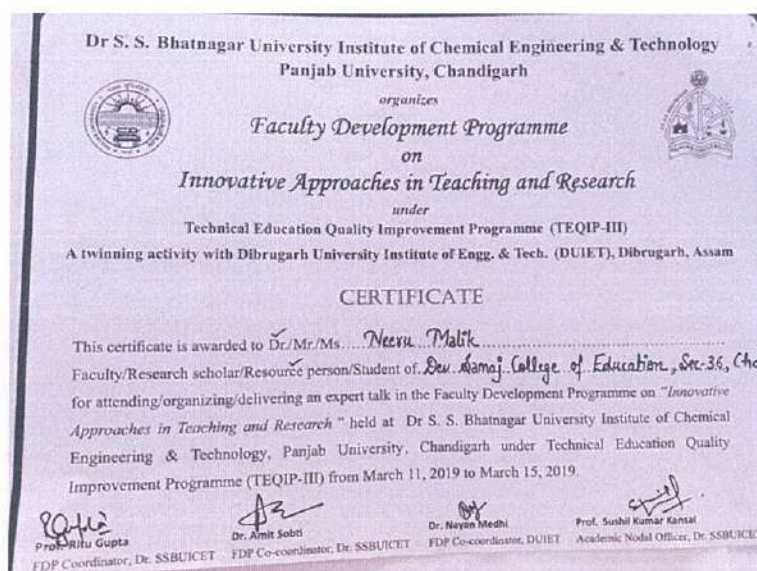 Dr S. S. Bhatnagar University Institute of Chemical Engineering & Technology
Panjab University, Chandigarh
organizes
Faculty Development Programme
on
Innovative Approaches in Teaching and Research
under
Technical Education Quality Improvement Programme (TEQIP-III)
A twinning activity with Dibrugarh University Institute of Engg. & Tech. (DUIET), Dibrugarh, Assam
CERTIFICATE
This certificate is awarded to Dr/Mr/Ms....Neeru Malik
Faculty/Research scholar/Resource person/Student of Dev Samaj College of Education, Sec-36, Cha
for attending/organizing/delivering an expert talk in the Faculty Development Programme on "Innovative
Approaches in Teaching and Research " held at Dr S. S. Bhatnagar University Institute of Chemical
Engineering & Technology, Panjab University, Chandigarh under Technical Education Quality
Improvement Programme (TEQIP-III) from March 11, 2019 to March 15, 2019.
Prof. Ritu Gupta
FDP Coordinator, Dr. SSBUICET
Dr. Amit Sobti
FDP Co-coordinator, Dr. SSBUICET
Dr. Nayan Medhi
FDP Co-coordinator, DUIET
Prof. Sushil Kumar Kansal
Academic Nodal Officer, Dr. SSBUICET